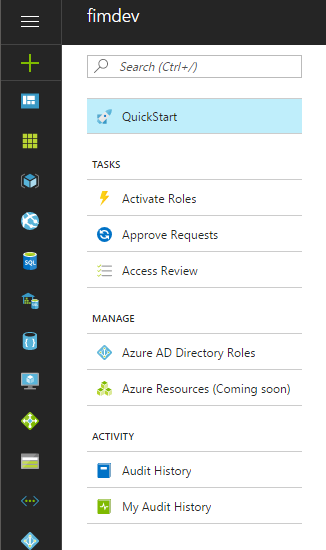 fimdev
Search (Ctrl+/)
QuickStart
TASKS
Activate Roles
Approve Requests
Access Review
MANAGE
Azure AD Directory Roles
Azure Resources (Coming soon)
ACTIVITY
Audit History
My Audit History
SQL